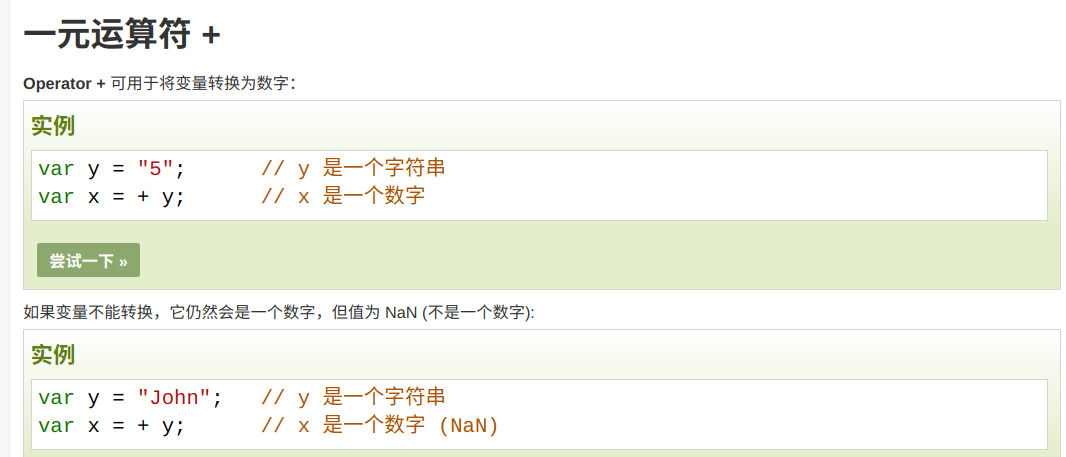 一元运算符 +
Operator + 可用于将变量转换为数字：
实例
var y = "5";      // y 是一个字符串
var x = + y;      // x 是一个数字
尝试一下 »
如果变量不能转换，它仍然会是一个数字，但值为 NaN (不是一个数字):
实例
var y = "John";   // y 是一个字符串
var x = + y;      // x 是一个数字 (NaN)